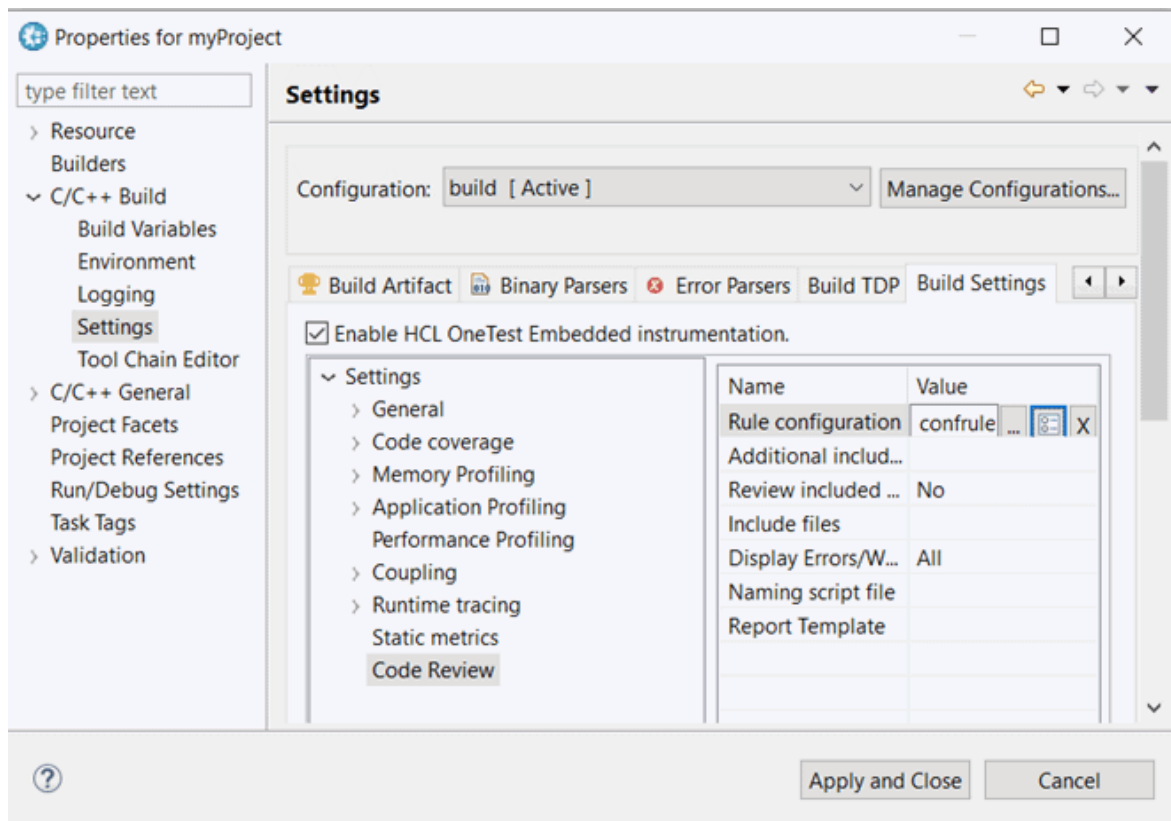 Properties for myProject
type filter text
Resource
Builders
C/C++ Build
Build Variables
Environment
Logging
Settings
Tool Chain Editor
C/C++ General
Project Facets
Project References
Run/Debug Settings
Task Tags
Validation
Settings
Configuration: build [ Active ] Manage Configurations...
Build Artifact Binary Parsers Error Parsers Build TDP Build Settings
Enable HCL OneTest Embedded instrumentation.
Settings
General
Code coverage
Memory Profiling
Application Profiling
Performance Profiling
Coupling
Runtime tracing
Static metrics
Code Review
Name Value
Rule configuration confrule ... X
Additional includ...
Review included ... No
Include files
Display Errors/W... All
Naming script file
Report Template
? Apply and Close Cancel